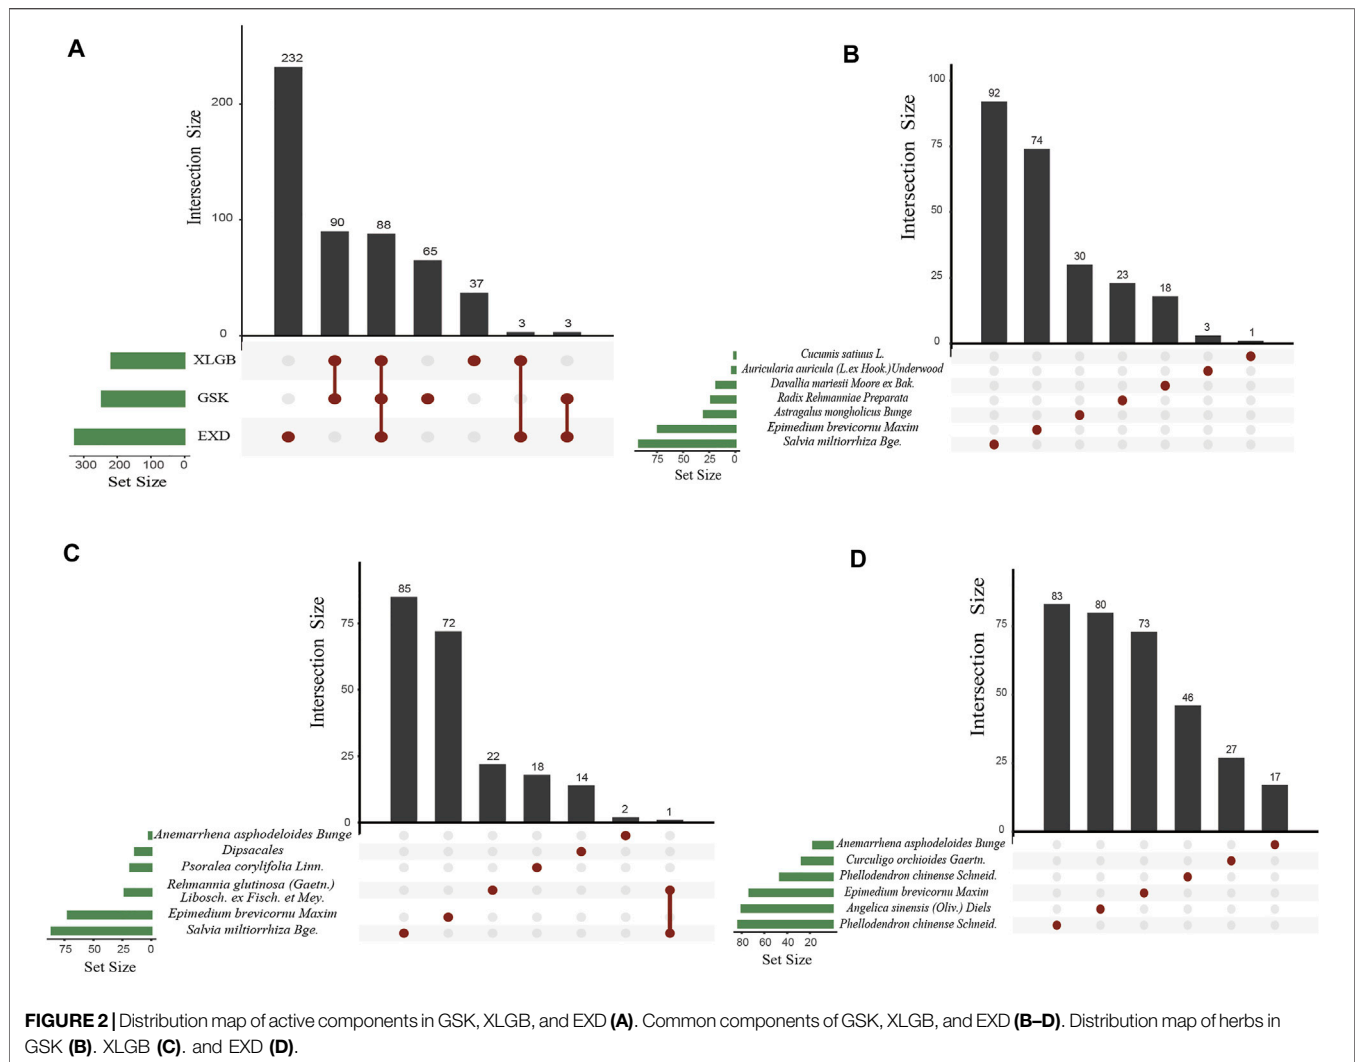 A
Intersection Size
200
100
0
232
90
88
65
37
3
3
XLGB
GSK
EXD
300 200 100 0
Set Size
B
Intersection Size
100
75
50
25
0
92
74
30
23
18
3
1
Cucumis satiuus L.
Auricularia auricula (L.ex Hook.)Underwood
Davallia mariesii Moore ex Bak.
Radix Rehmanniae Preparata
Astragalus mongholicus Bunge
Epimedium brevicornu Maxim
Salvia miltiorrhiza Bge.
75 50 25 0
Set Size
C
Intersection Size
75
50
25
0
85
72
22
18
14
2
1
Anemarrhena asphodeloides Bunge
Dipsacales
Psoralea corylifolia Linn.
Rehmannia glutinosa (Gaetn.)
Libosch. ex Fisch. et Mey.
Epimedium brevicornu Maxim
Salvia miltiorrhiza Bge.
75 50 25 0
Set Size
D
Intersection Size
75
50
25
0
83
80
73
46
27
17
Anemarrhena asphodeloides Bunge
Curculigo orchioides Gaertn.
Phellodendron chinense Schneid.
Epimedium brevicornu Maxim
Angelica sinensis (Oliv.) Diels
Phellodendron chinense Schneid.
80 60 40 20
Set Size
FIGURE 2 | Distribution map of active components in GSK, XLGB, and EXD (A). Common components of GSK, XLGB, and EXD (B–D). Distribution map of herbs in
GSK (B). XLGB (C). and EXD (D).